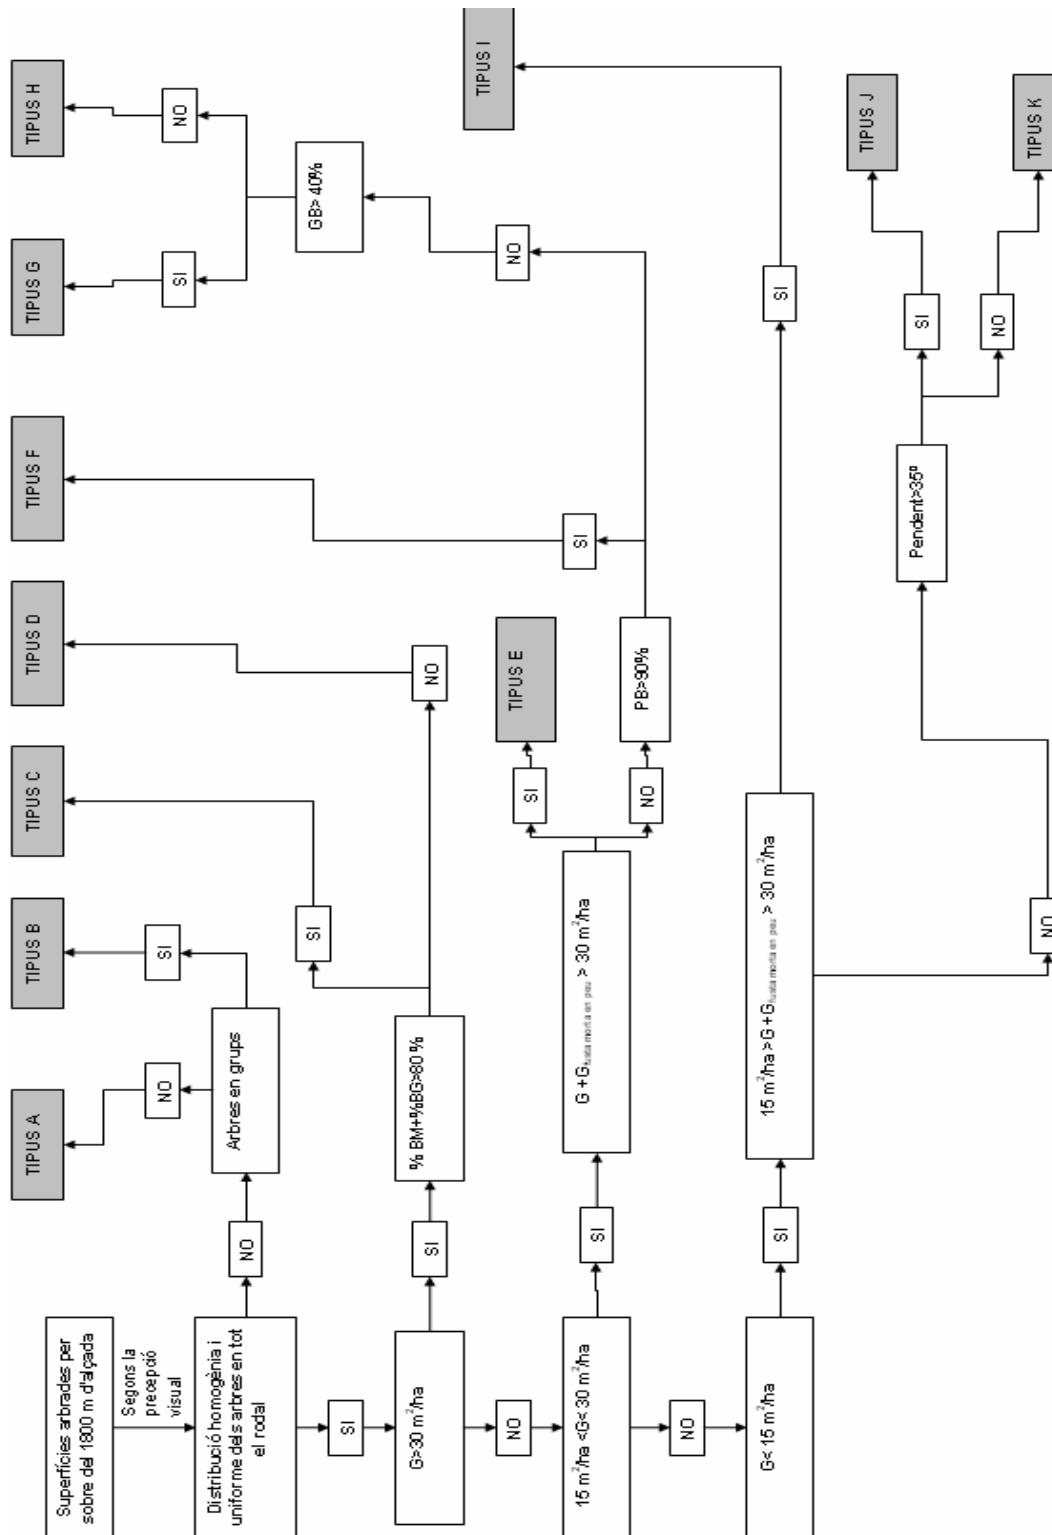 Superfícies arbrades per
sobre del 1800 m d'alçada
Segons la
precepció
visual
Distribució homogènia i
uniforme dels arbres en tot
el rodal
NO
Arbres en grups
NO
TIPUS A
SI
TIPUS B
SI
G>30 m²/ha
SI
% BM+%BG>80 %
SI
TIPUS C
NO
TIPUS D
NO
15 m²/ha <G< 30 m²/ha
SI
G +G fusta morta en peu > 30 m²/ha
SI
TIPUS E
NO
PB>90%
SI
TIPUS F
NO
GB> 40%
SI
TIPUS G
NO
TIPUS H
NO
G< 15 m²/ha
SI
15 m²/ha >G +G fusta morta en peu > 30 m²/ha
SI
TIPUS I
NO
Pendent>35º
SI
TIPUS J
NO
TIPUS K